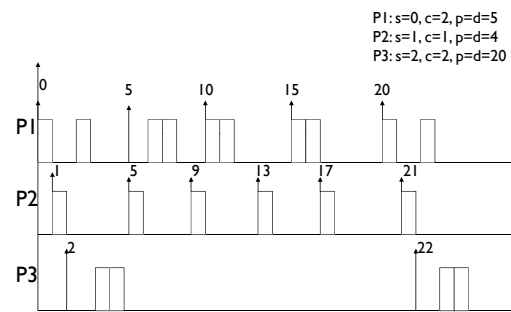 P1: s=0, c=2, p=d=5
P2: s=1, c=1, p=d=4
P3: s=2, c=2, p=d=20
0 5 10 15 20
P1
1 5 9 13 17 21
P2
2 22
P3